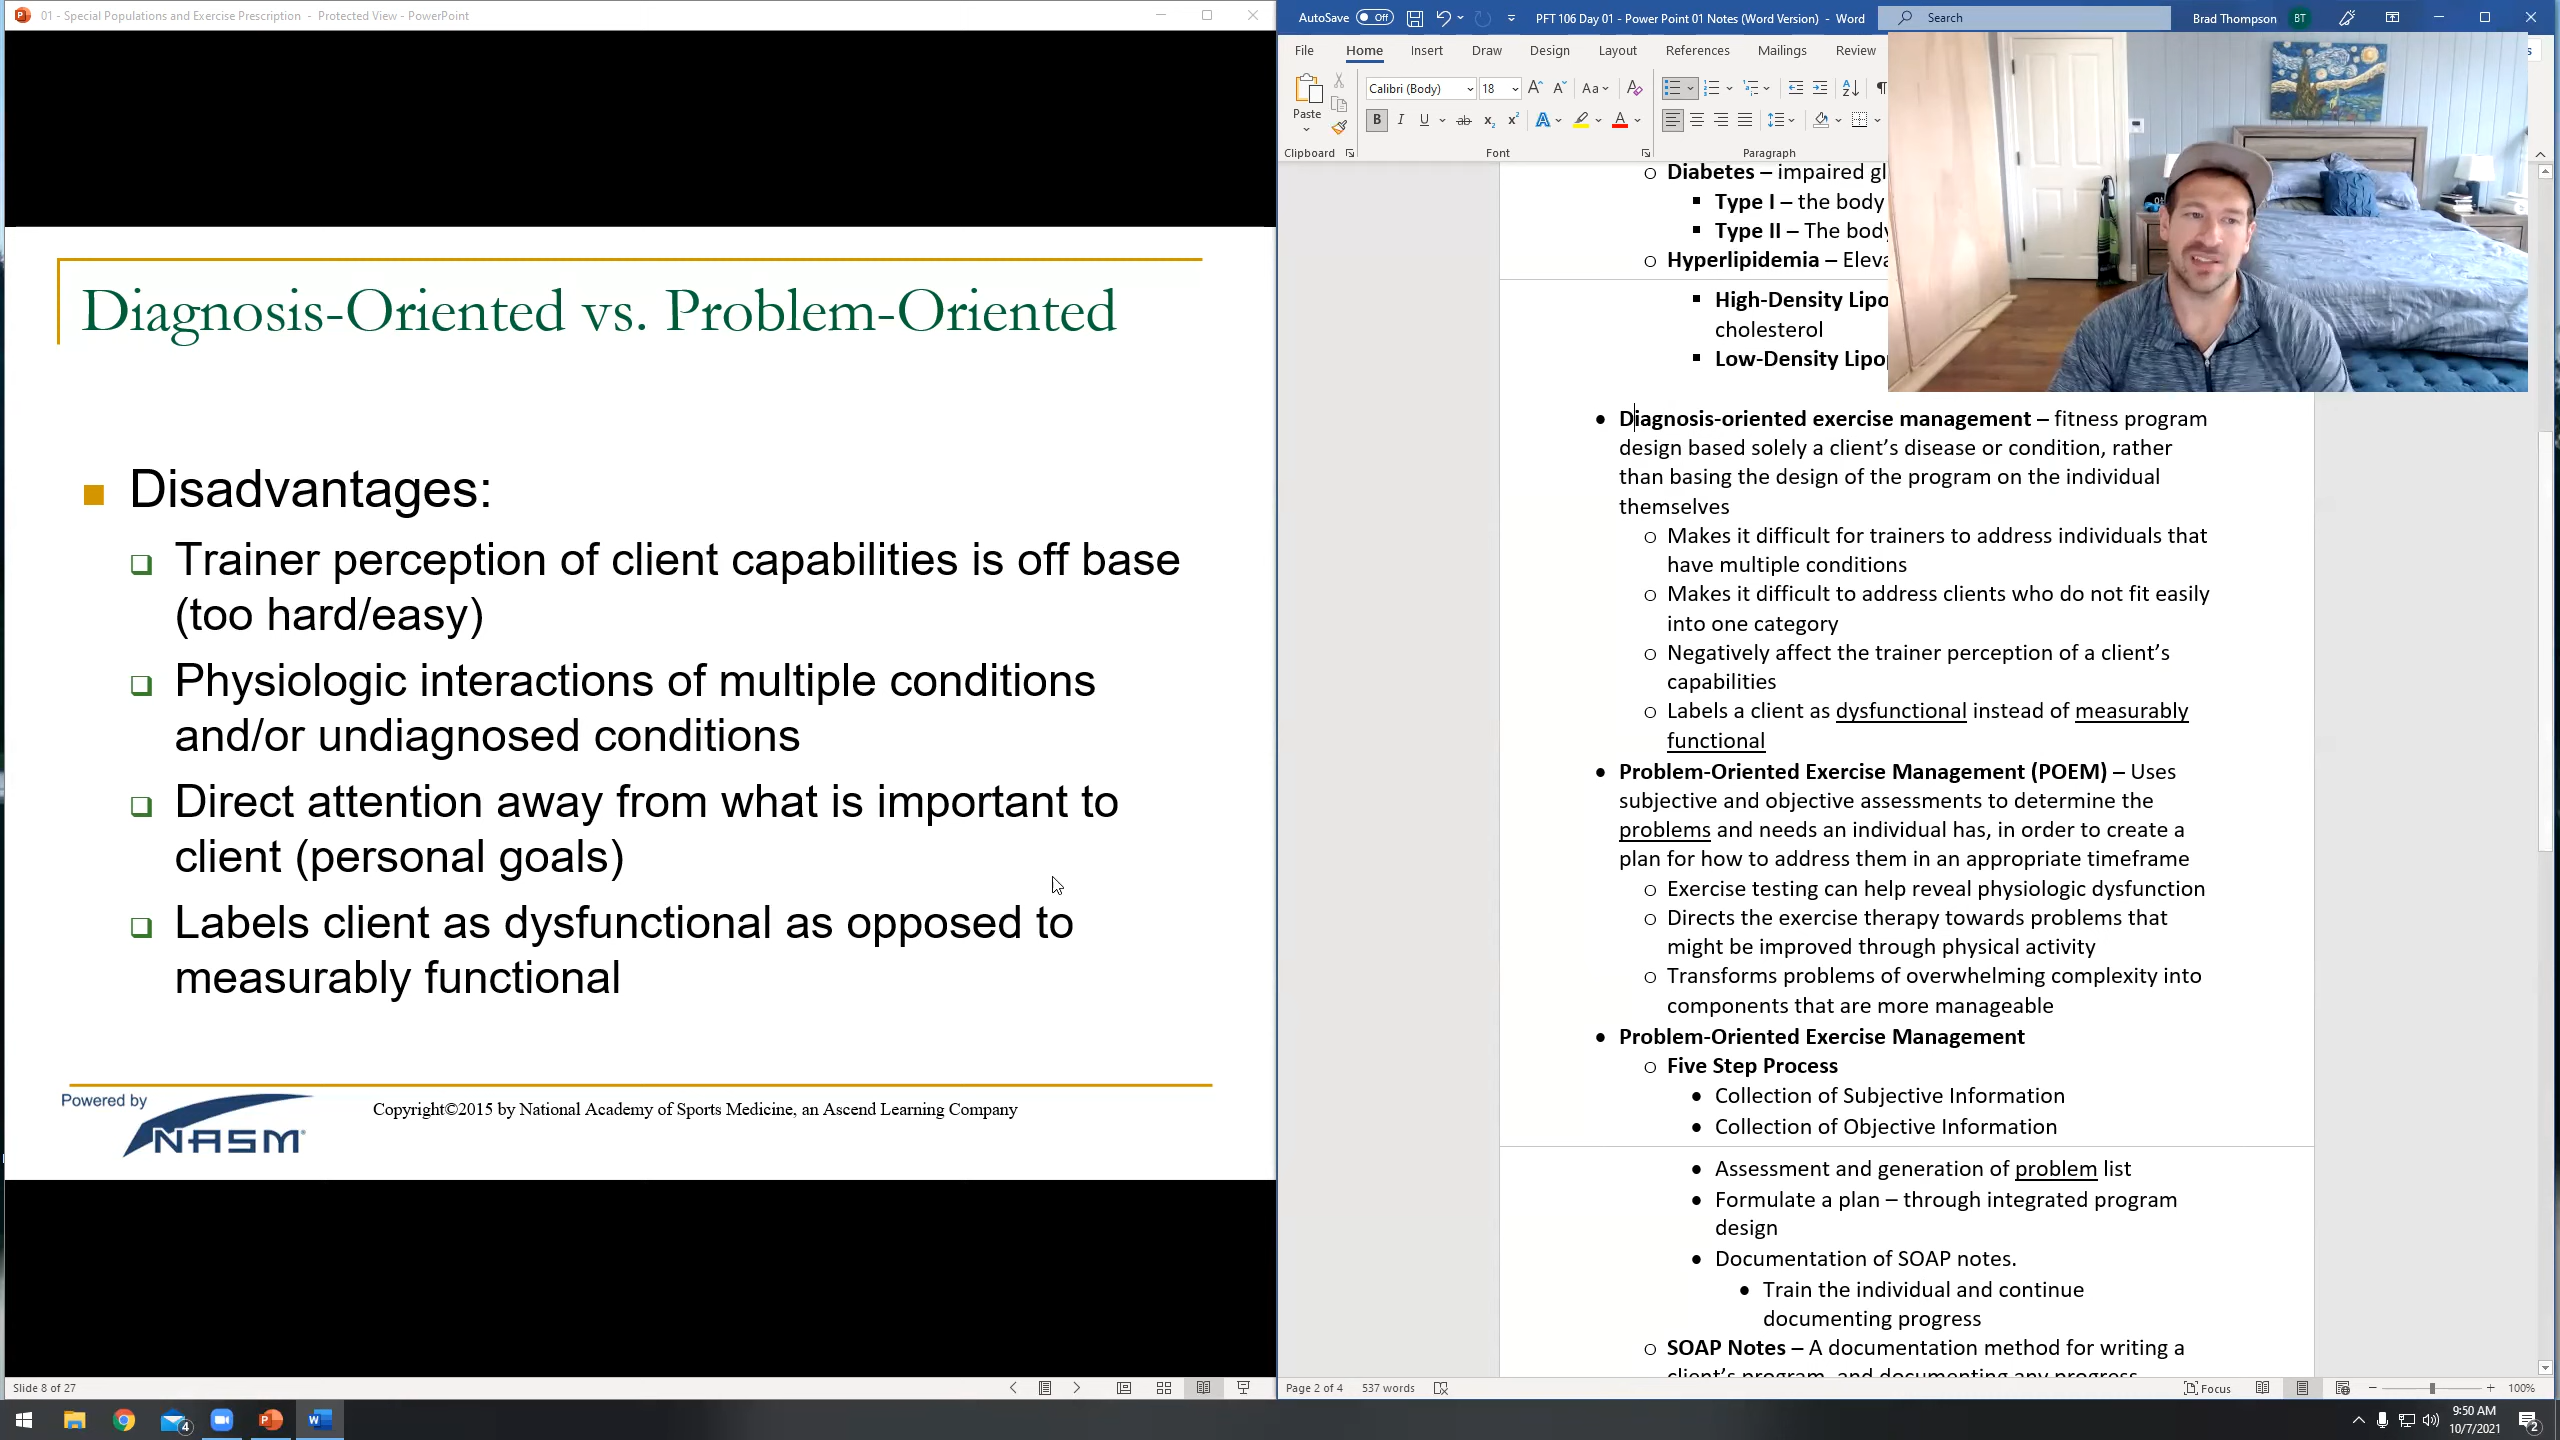 01 - Special Populations and Exercise Prescription - Protected View - PowerPoint
Diagnosis-Oriented vs. Problem-Oriented
Disadvantages:
Trainer perception of client capabilities is off base
(too hard/easy)
Physiologic interactions of multiple conditions
and/or undiagnosed conditions
Direct attention away from what is important to
client (personal goals)
Labels client as dysfunctional as opposed to
measurably functional
Powered by
NASM
Copyright©2015 by National Academy of Sports Medicine, an Ascend Learning Company
Slide 8 of 27
AutoSave Off
PFT 106 Day 01 - Power Point 01 Notes (Word Version) - Word
Search
Brad Thompson BT
File Home Insert Draw Design Layout References Mailings Review
Paste
Calibri (Body) 18
Clipboard Font Paragraph
o Diabetes – impaired gl
▪ Type I – the body
▪ Type II – The body
o Hyperlipidemia – Eleva
▪ High-Density Lipo
cholesterol
▪ Low-Density Lipo
• Diagnosis-oriented exercise management – fitness program
design based solely a client’s disease or condition, rather
than basing the design of the program on the individual
themselves
o Makes it difficult for trainers to address individuals that
have multiple conditions
o Makes it difficult to address clients who do not fit easily
into one category
o Negatively affect the trainer perception of a client’s
capabilities
o Labels a client as dysfunctional instead of measurably
functional
• Problem-Oriented Exercise Management (POEM) – Uses
subjective and objective assessments to determine the
problems and needs an individual has, in order to create a
plan for how to address them in an appropriate timeframe
o Exercise testing can help reveal physiologic dysfunction
o Directs the exercise therapy towards problems that
might be improved through physical activity
o Transforms problems of overwhelming complexity into
components that are more manageable
• Problem-Oriented Exercise Management
o Five Step Process
• Collection of Subjective Information
• Collection of Objective Information
• Assessment and generation of problem list
• Formulate a plan – through integrated program
design
• Documentation of SOAP notes.
• Train the individual and continue
documenting progress
o SOAP Notes – A documentation method for writing a
client’s program, and documenting any progress
Page 2 of 4 537 words
Focus
100%
4
9:50 AM
10/7/2021
2